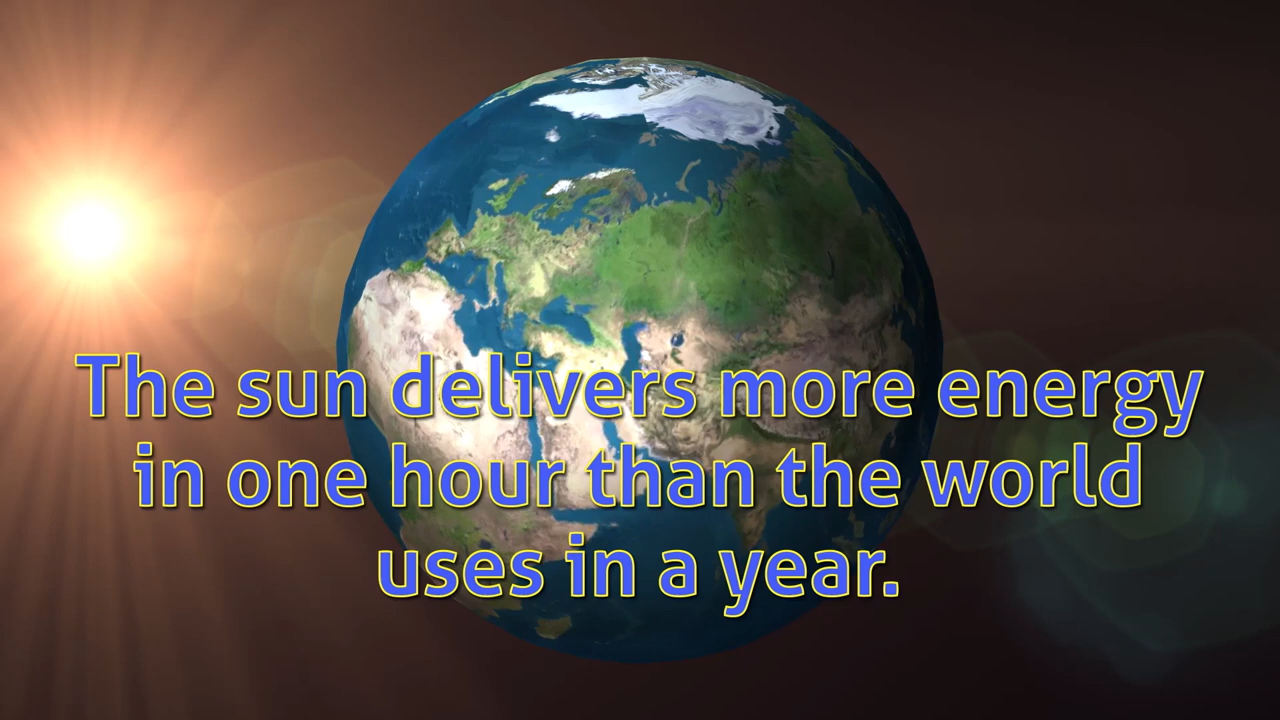 The sun delivers more energy
in one hour than the world
uses in a year.